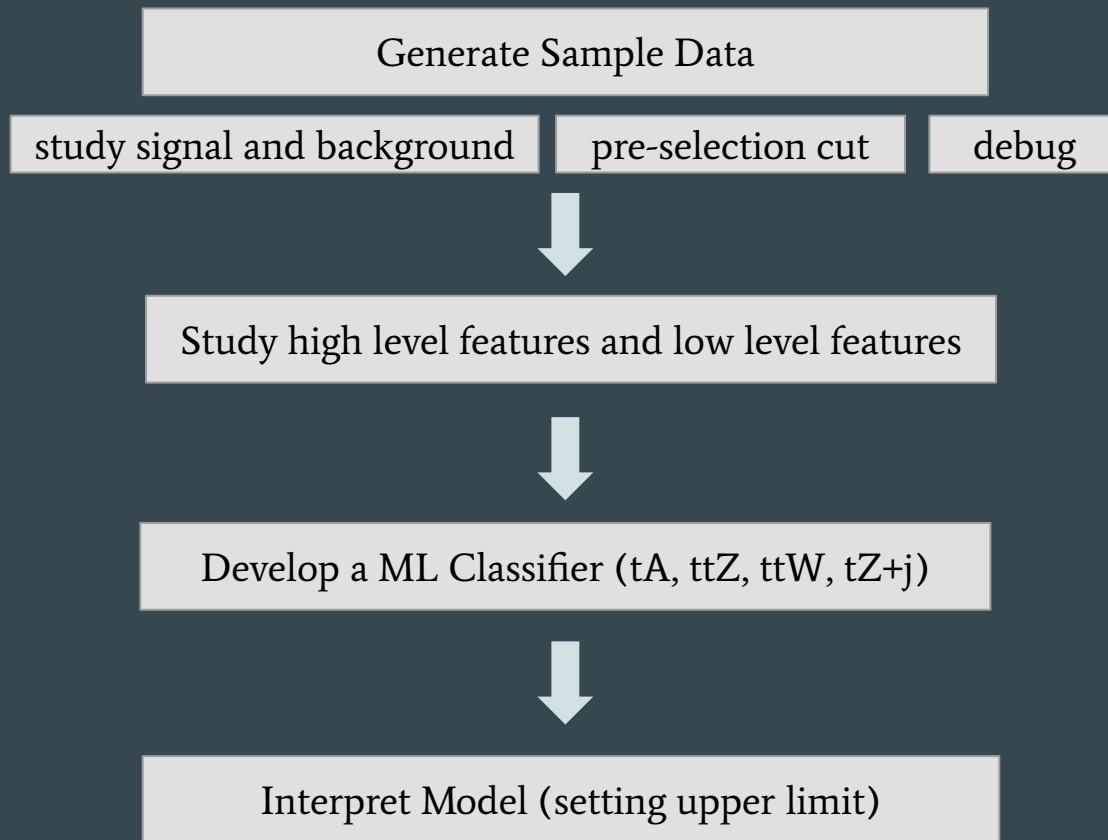 Generate Sample Data
study signal and background
pre-selection cut
debug
Study high level features and low level features
Develop a ML Classifier (tA, ttZ, ttW, tZ+j)
Interpret Model (setting upper limit)